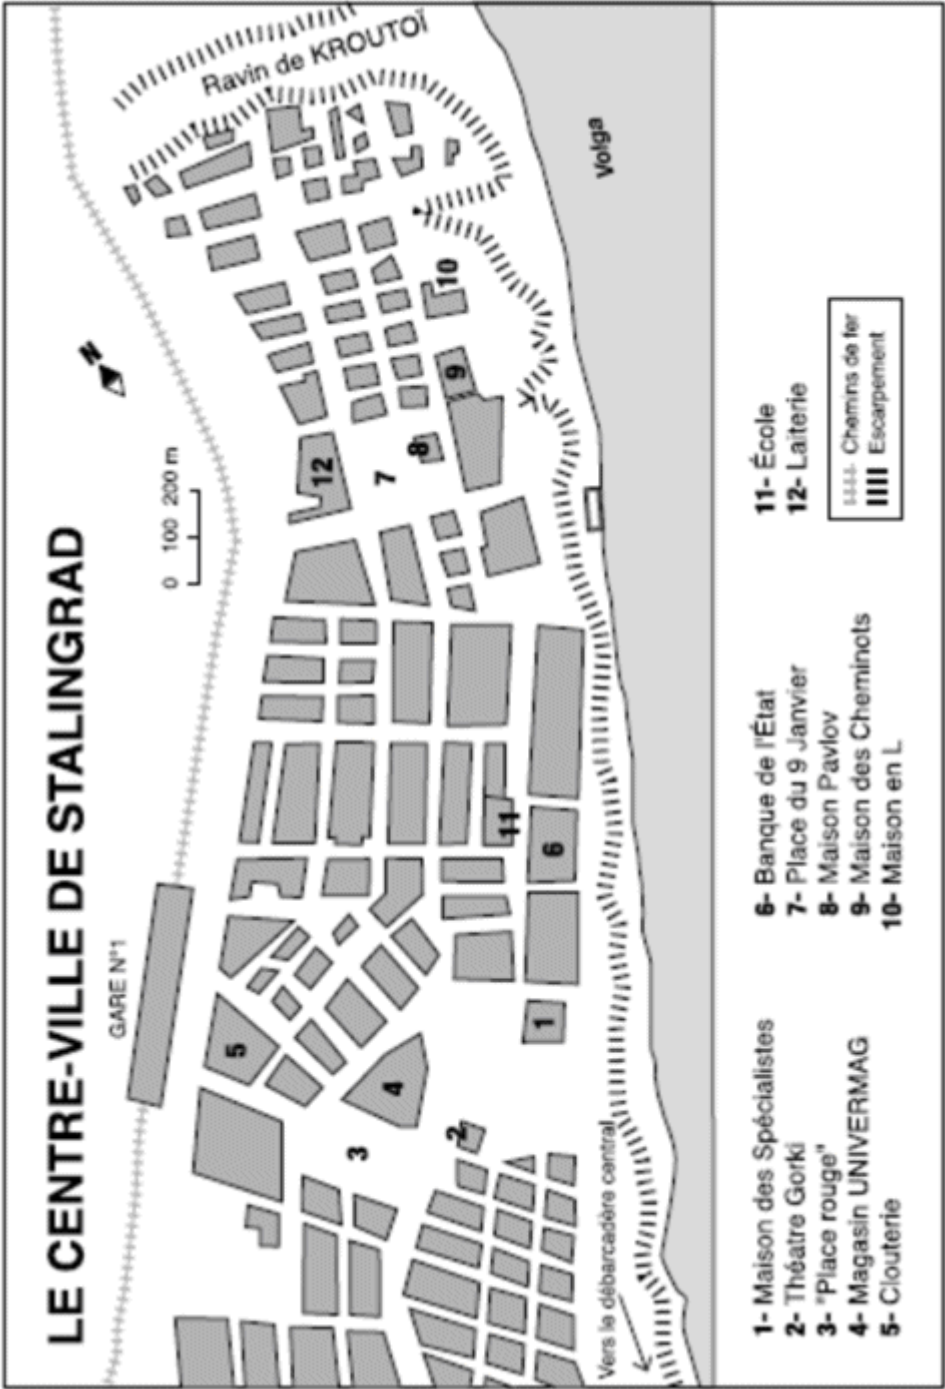 LE CENTRE-VILLE DE STALINGRAD
GARE N°1
0 100 200 m
N
Ravin de KROUTOÏ
Volga
Vers le débarcadère central
1
2
3
4
5
6
7
8
9
10
11
12
1- Maison des Spécialistes
2- Théatre Gorki
3- "Place rouge"
4- Magasin UNIVERMAG
5- Clouterie
6- Banque de l'État
7- Place du 9 Janvier
8- Maison Pavlov
9- Maison des Cheminots
10- Maison en L
11- École
12- Laiterie
Chemins de fer
Escarpement